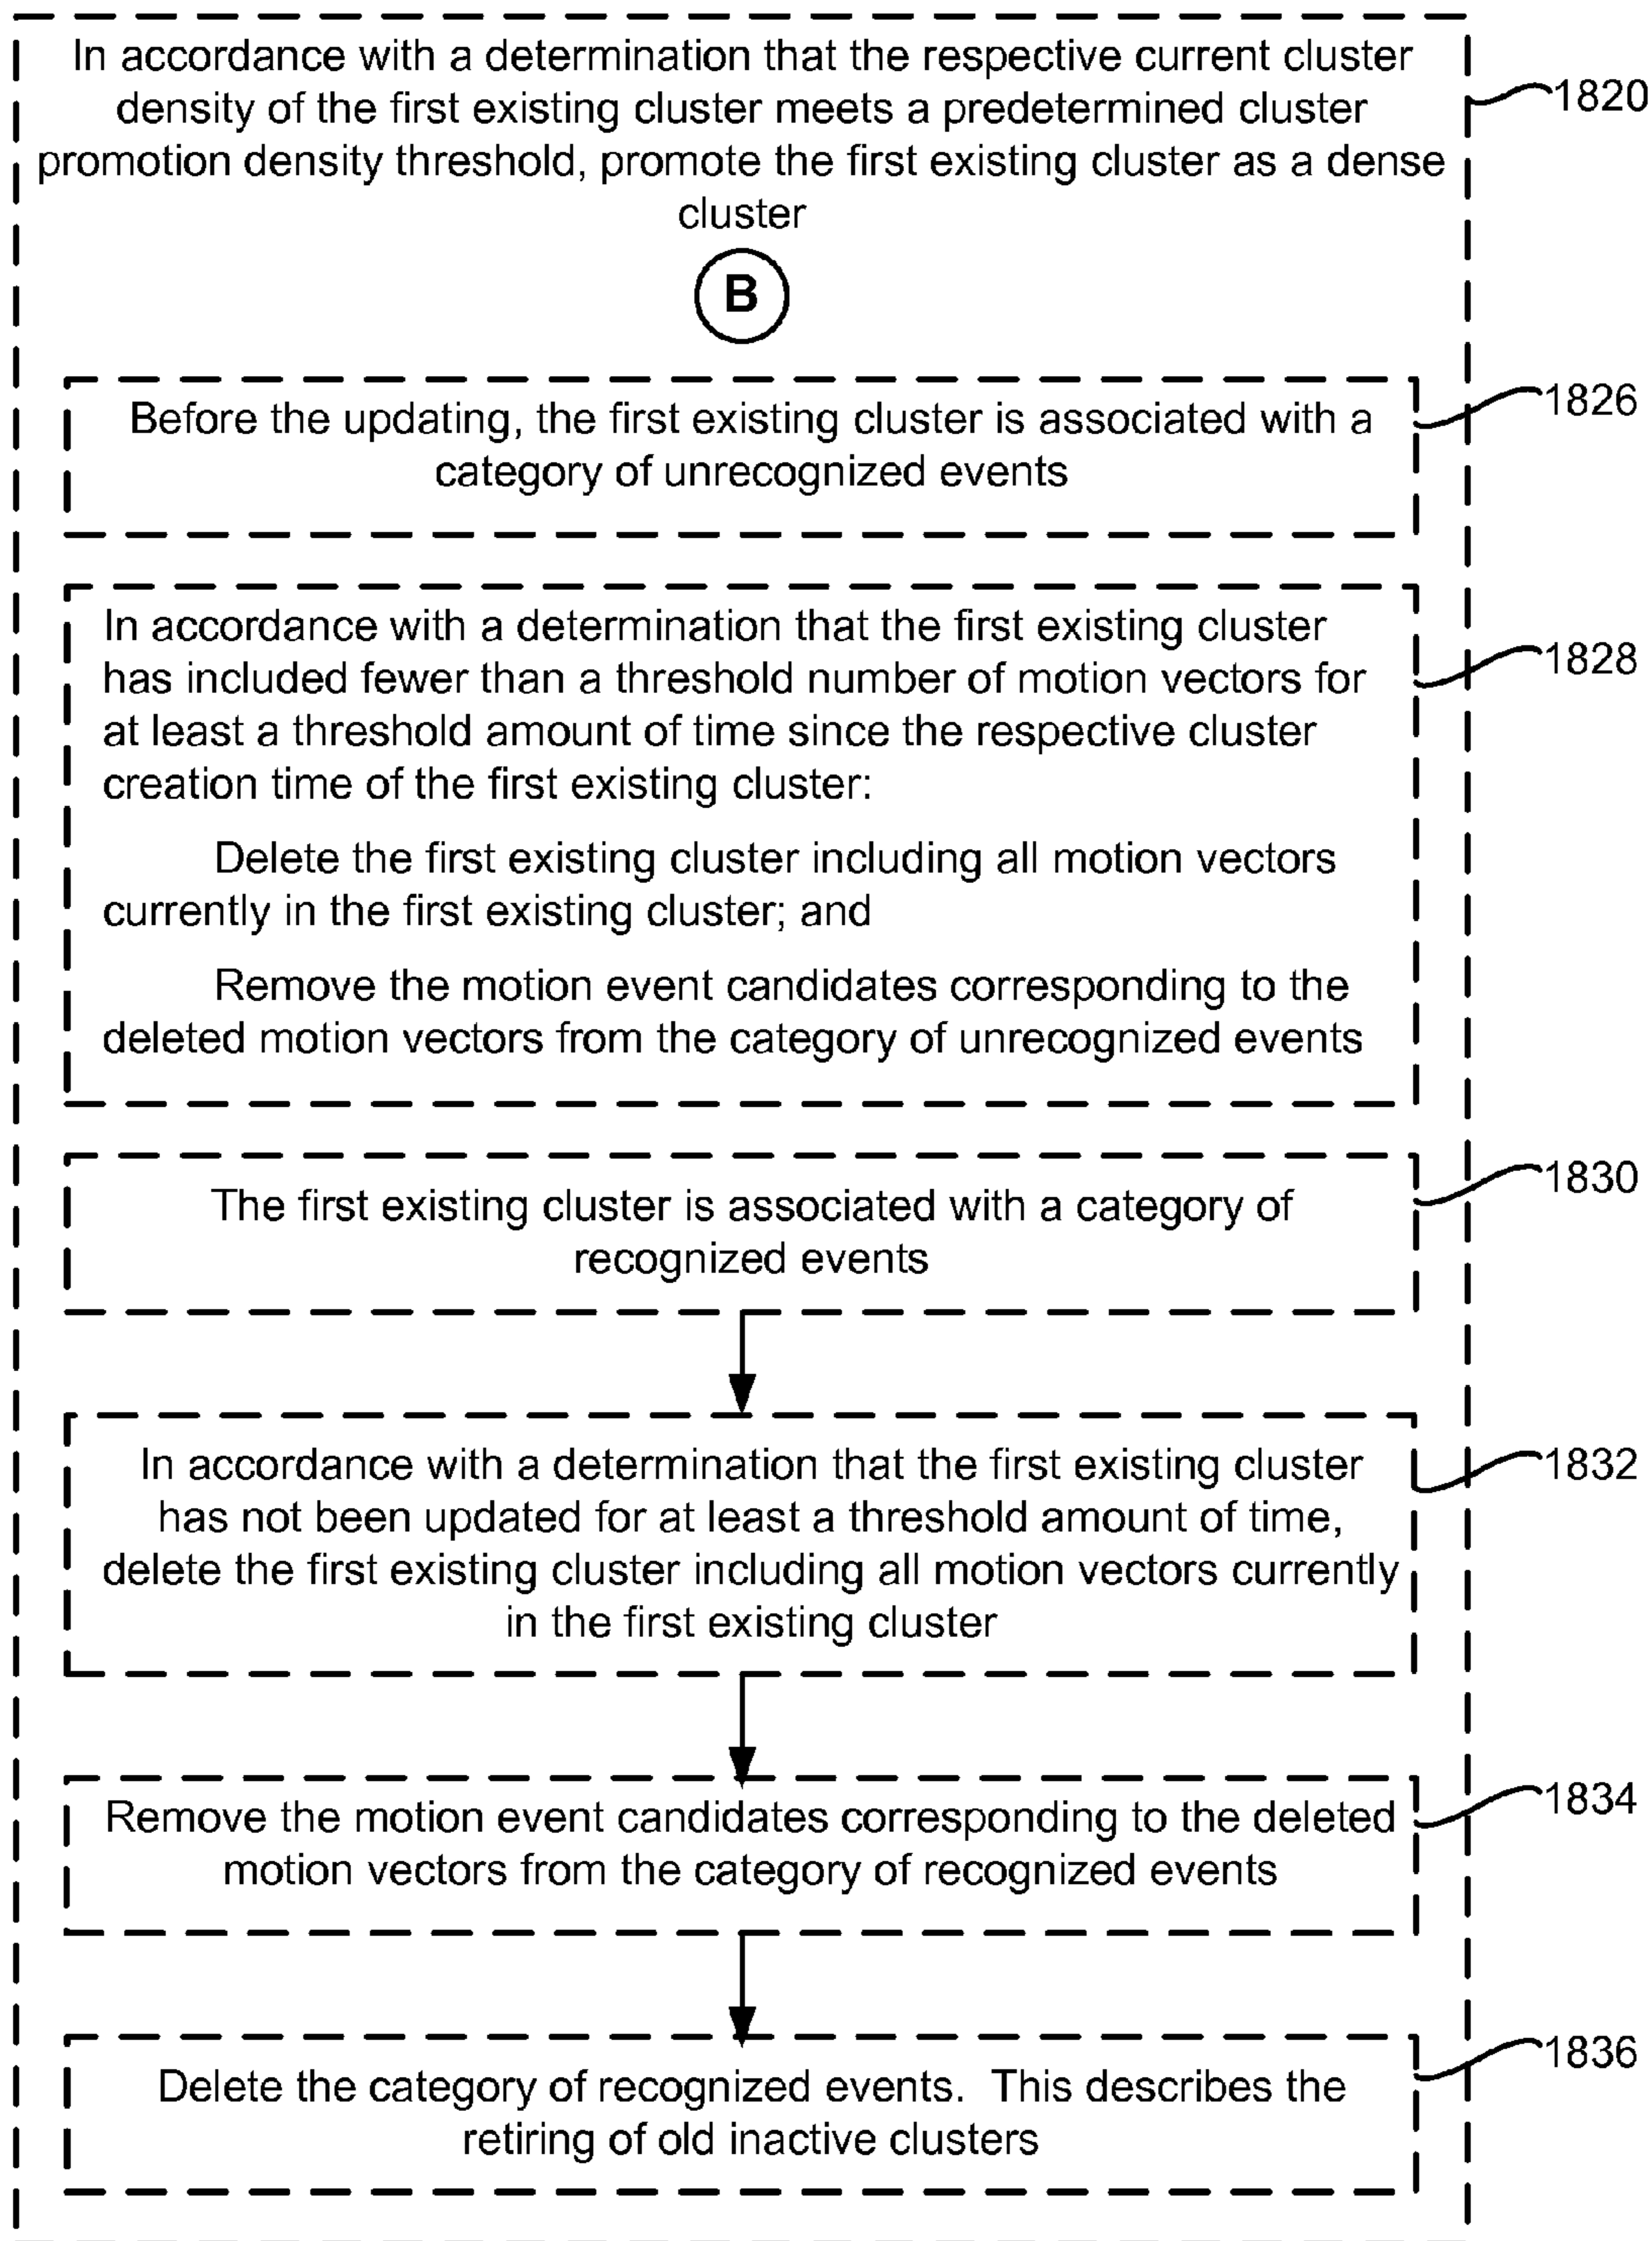 In accordance with a determination that the respective current cluster
density of the first existing cluster meets a predetermined cluster
promotion density threshold, promote the first existing cluster as a dense
cluster
1820
B
Before the updating, the first existing cluster is associated with a
category of unrecognized events
1826
In accordance with a determination that the first existing cluster
has included fewer than a threshold number of motion vectors for
at least a threshold amount of time since the respective cluster
creation time of the first existing cluster:
Delete the first existing cluster including all motion vectors
currently in the first existing cluster; and
Remove the motion event candidates corresponding to the
deleted motion vectors from the category of unrecognized events
1828
The first existing cluster is associated with a category of
recognized events
1830
In accordance with a determination that the first existing cluster
has not been updated for at least a threshold amount of time,
delete the first existing cluster including all motion vectors currently
in the first existing cluster
1832
Remove the motion event candidates corresponding to the deleted
motion vectors from the category of recognized events
1834
Delete the category of recognized events.  This describes the
retiring of old inactive clusters
1836